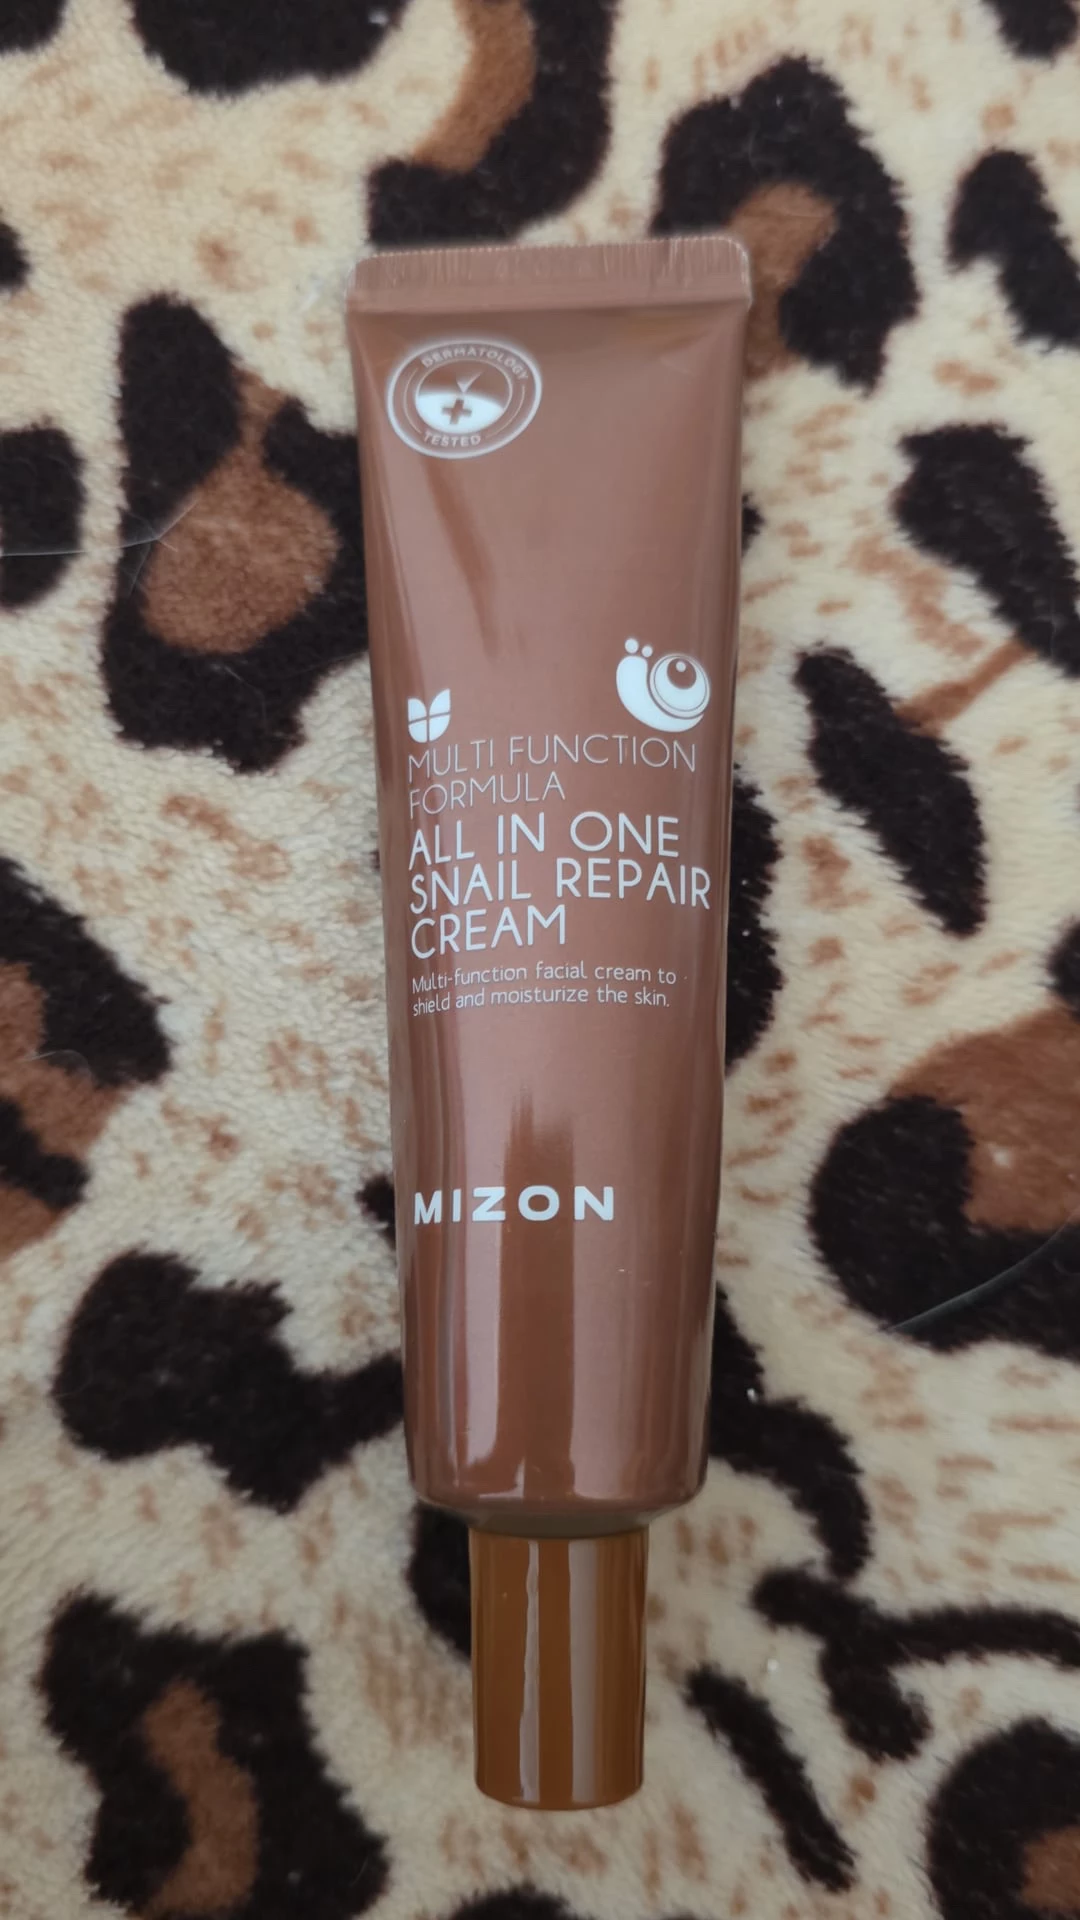 DERMATOLOGY
TESTED
MULTI FUNCTION
FORMULA
ALL IN ONE
SNAIL REPAIR
CREAM
Multi-function facial cream to
shield and moisturize the skin.
MIZON